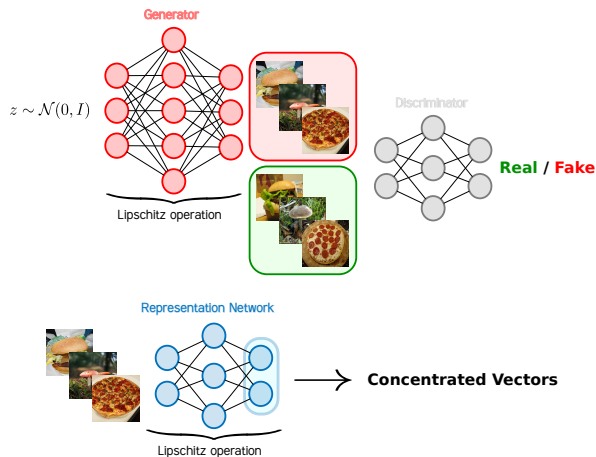 Generator
z ∼ 𝒩(0, I)
Discriminator
Real / Fake
Lipschitz operation
Representation Network
Concentrated Vectors
Lipschitz operation